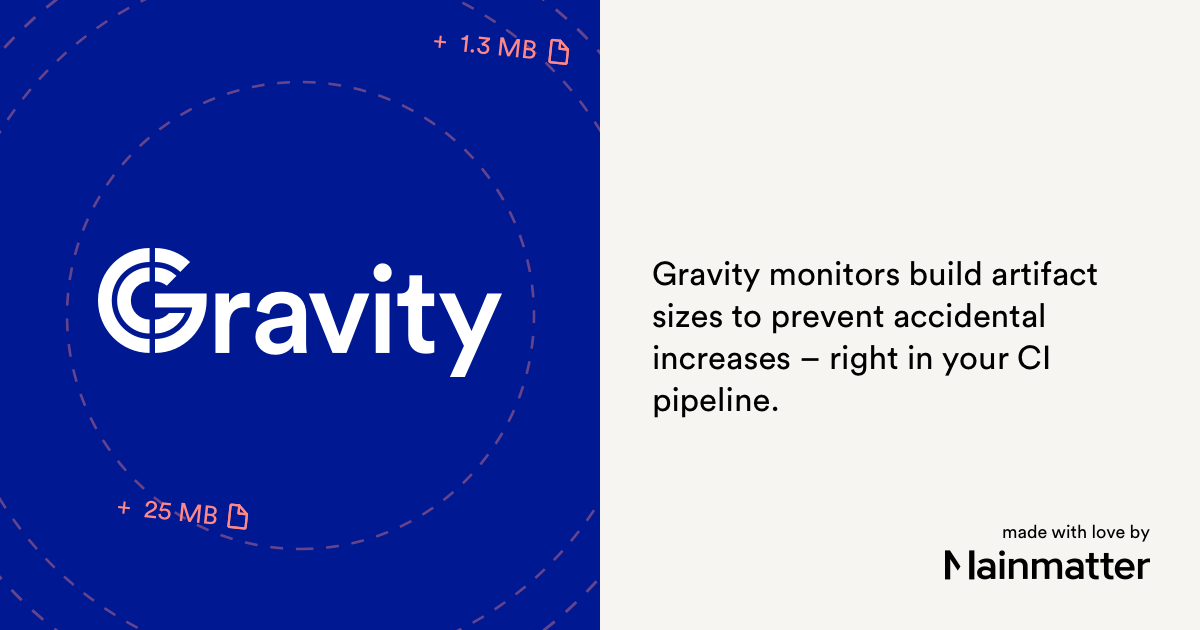 + 1.3 MB
Gravity
+ 25 MB
Gravity monitors build artifact
sizes to prevent accidental
increases – right in your CI
pipeline.
made with love by
Mainmatter